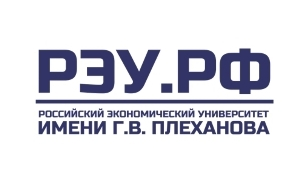 РЭУ.РФ
РОССИЙСКИЙ ЭКОНОМИЧЕСКИЙ УНИВЕРСИТЕТ
ИМЕНИ Г.В. ПЛЕХАНОВА